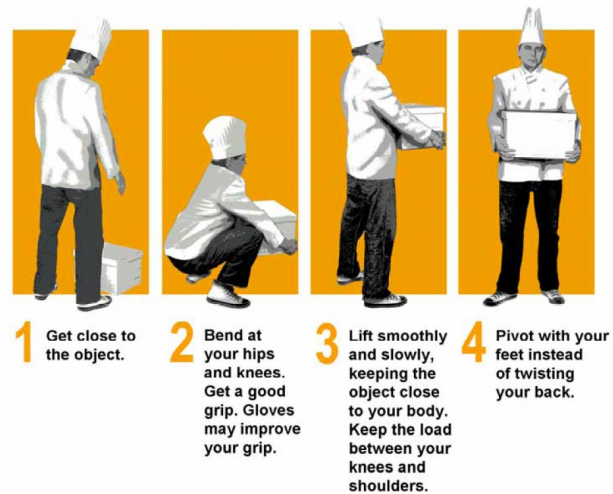 1 Get close to
the object.
2 Bend at
your hips
and knees.
Get a good
grip. Gloves
may improve
your grip.
3 Lift smoothly
and slowly,
keeping the
object close
to your body.
Keep the load
between your
knees and
shoulders.
4 Pivot with your
feet instead
of twisting
your back.